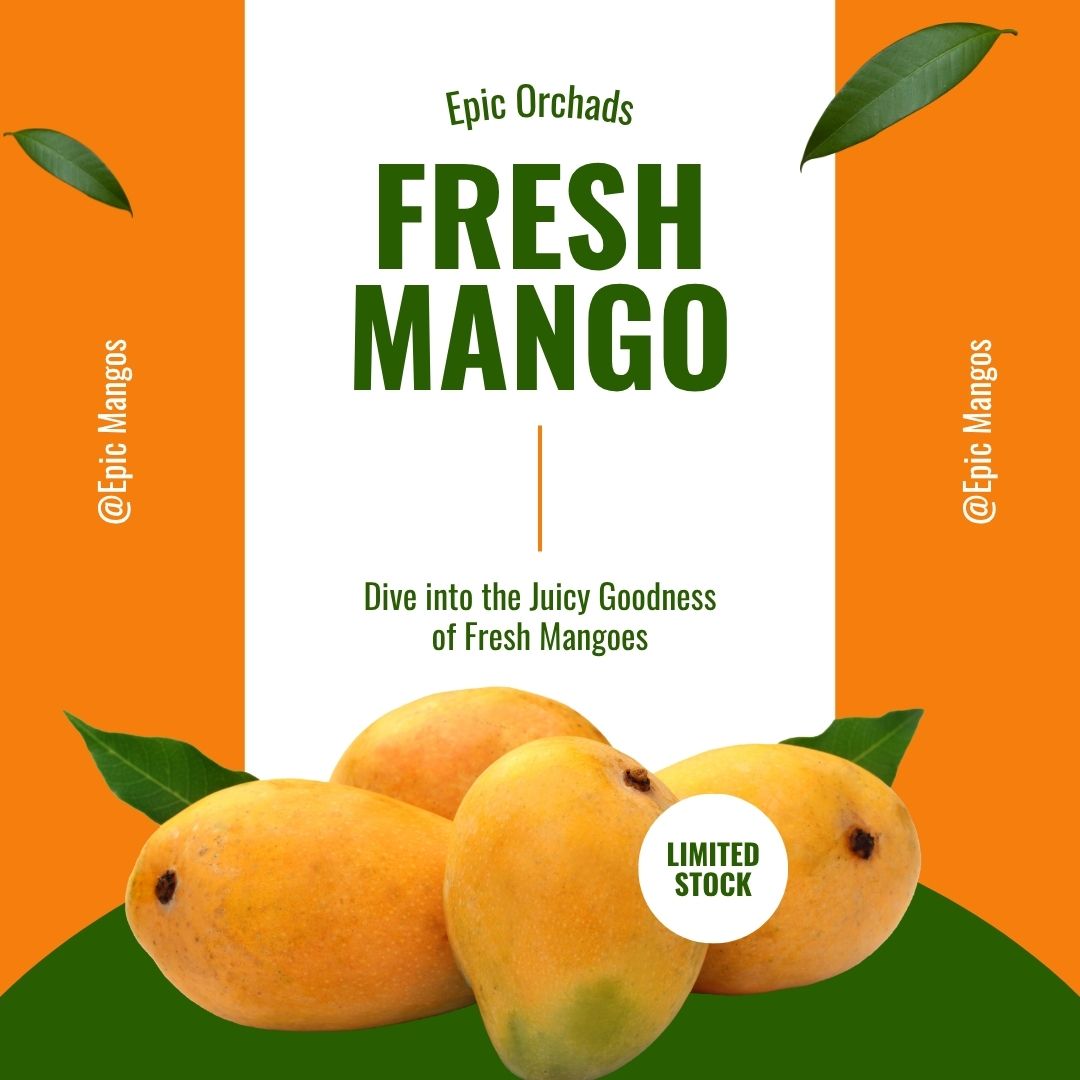 Epic Orchads
FRESH
MANGO
@Epic Mangos
@Epic Mangos
Dive into the Juicy Goodness
of Fresh Mangoes
LIMITED
STOCK